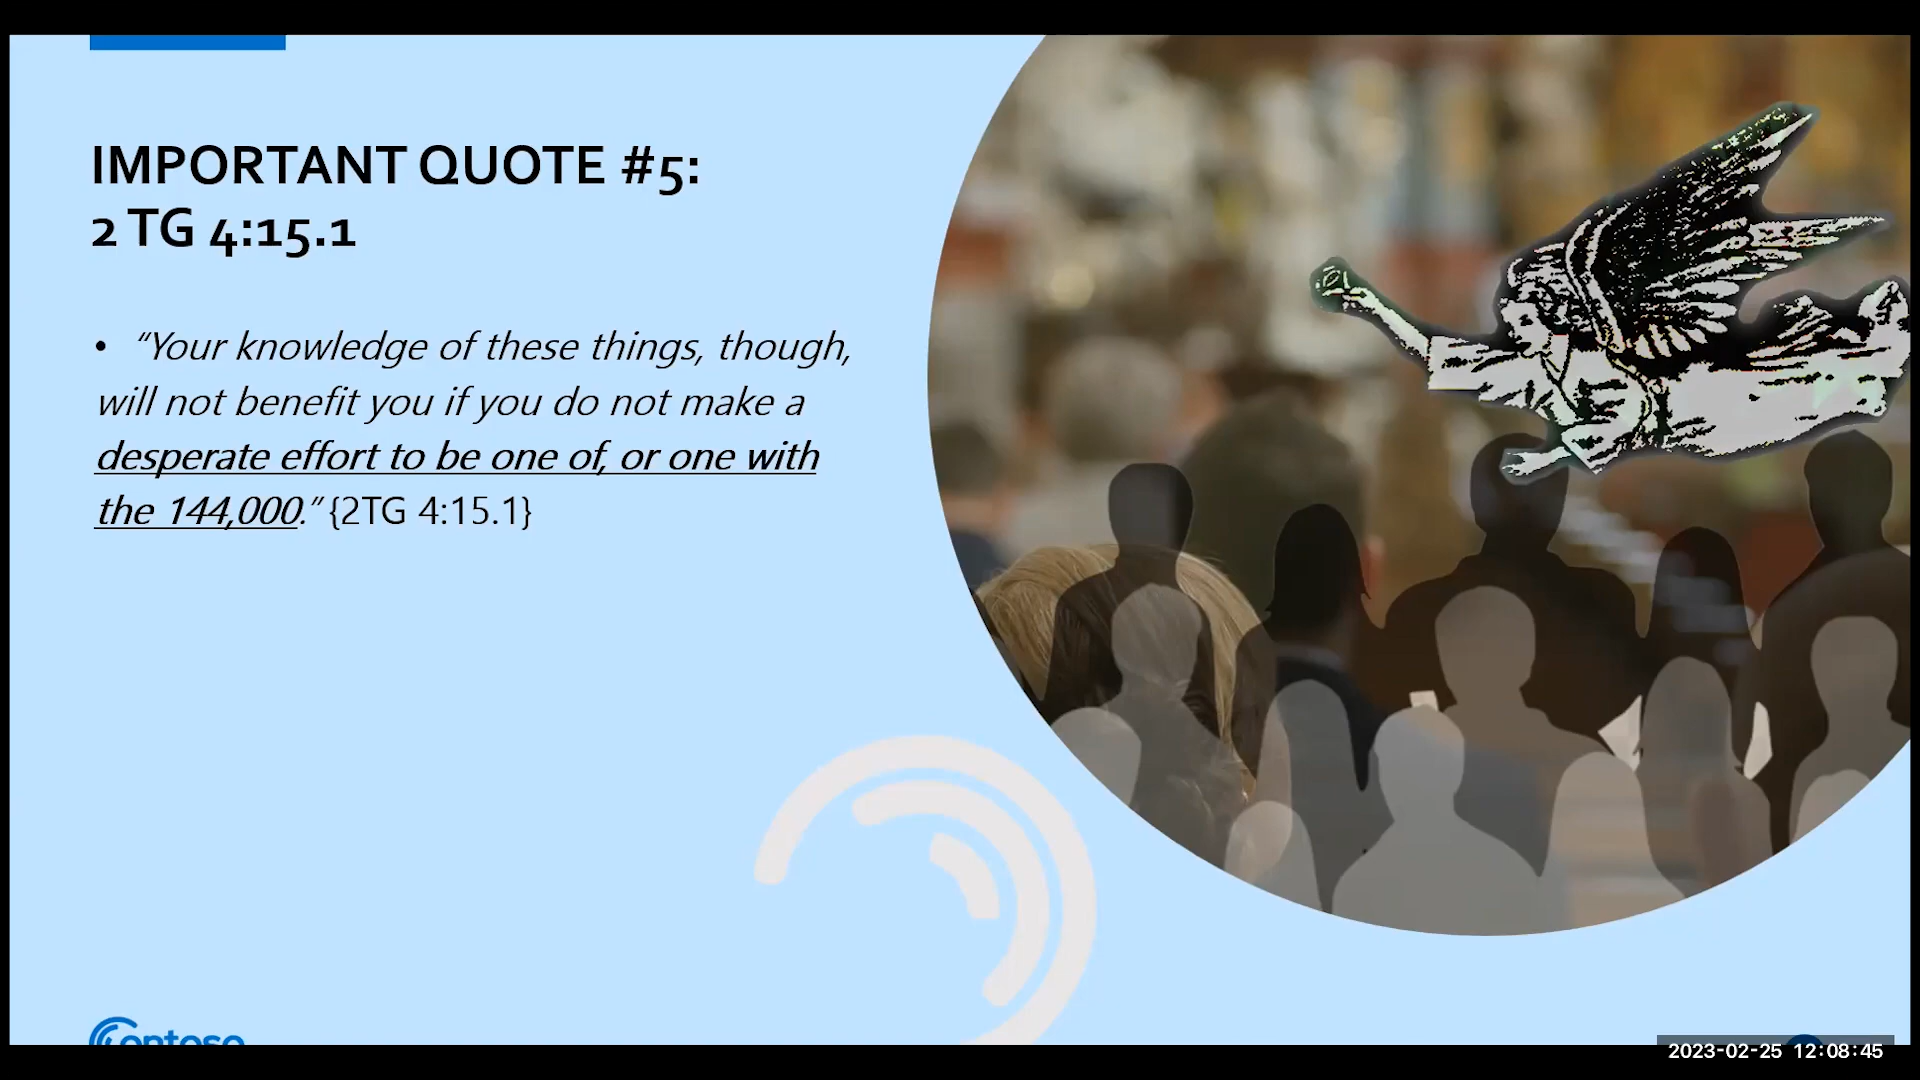 IMPORTANT QUOTE #5:
2 TG 4:15.1
• “Your knowledge of these things, though,
will not benefit you if you do not make a
desperate effort to be one of, or one with
the 144,000.” {2TG 4:15.1}
Contoso
2023-02-25 12:08:45